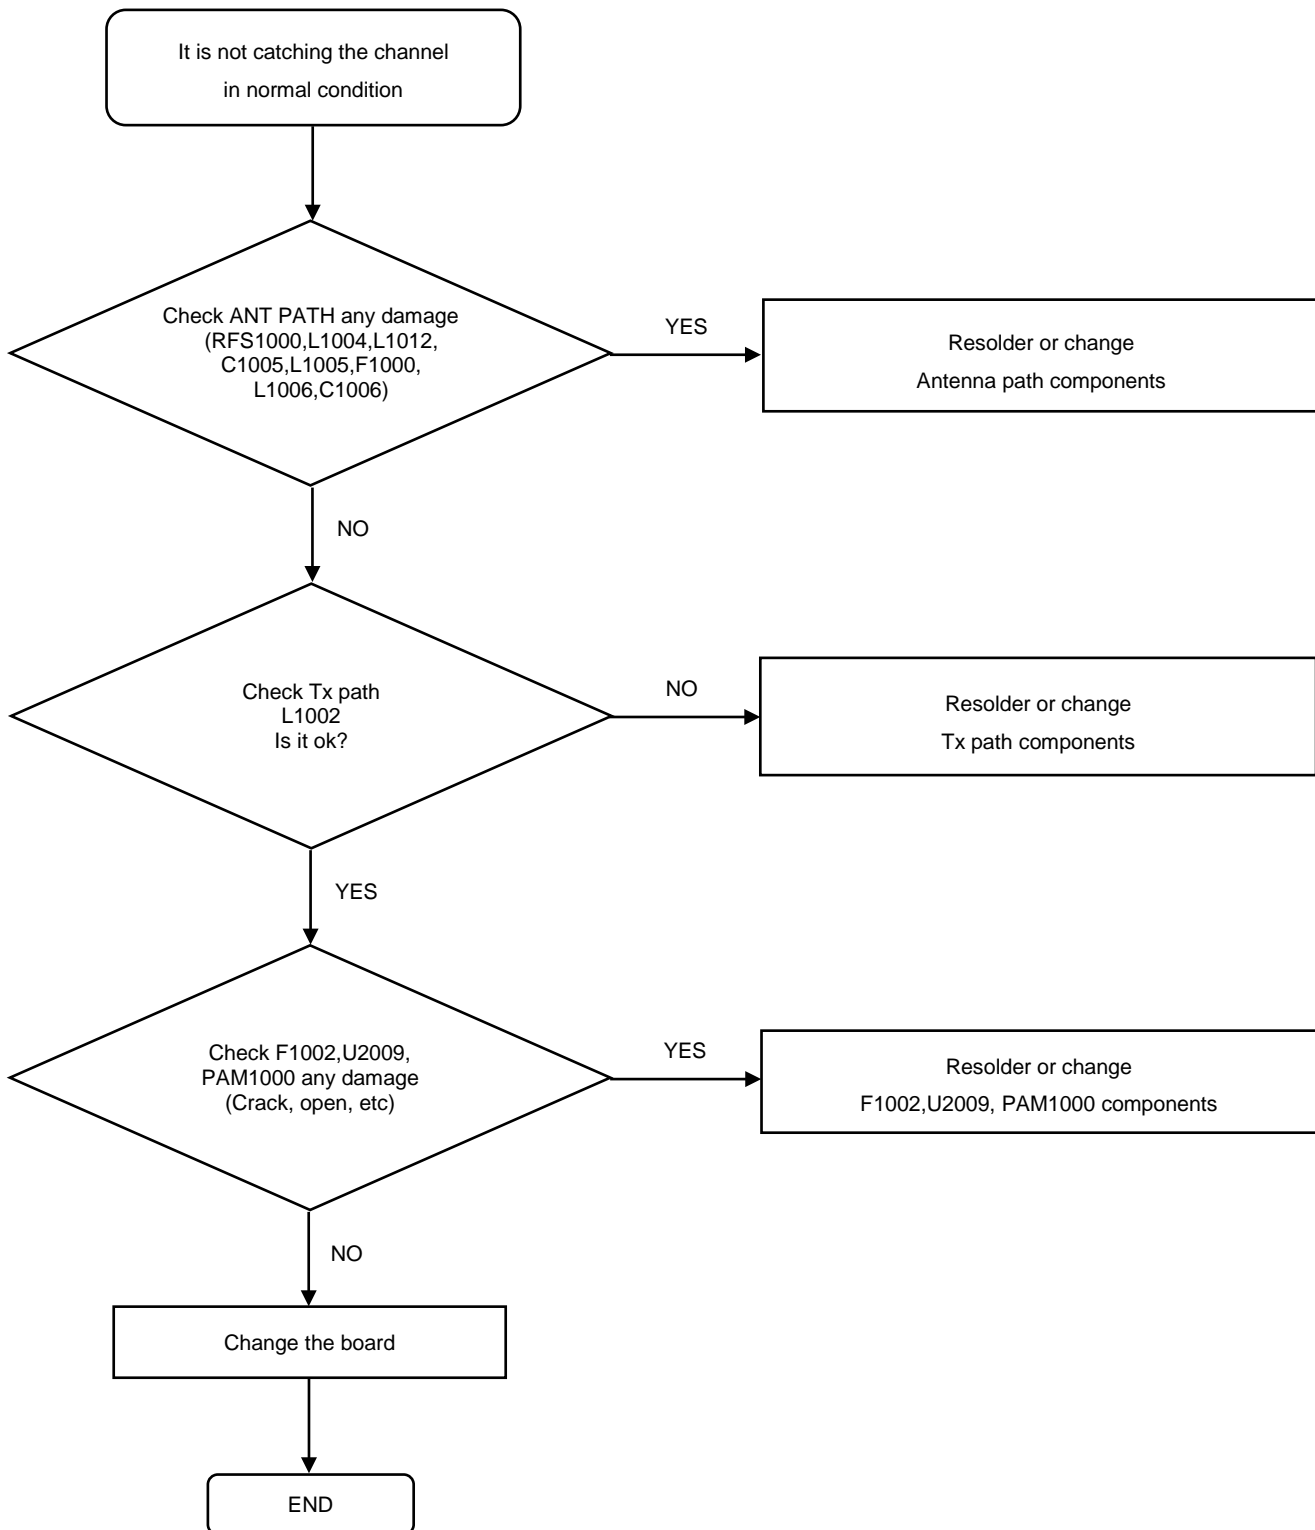 It is not catching the channel
in normal condition
Check ANT PATH any damage
(RFS1000,L1004,L1012,
C1005,L1005,F1000,
L1006,C1006)
YES
Resolder or change
Antenna path components
NO
Check Tx path
L1002
Is it ok?
NO
Resolder or change
Tx path components
YES
Check F1002,U2009,
PAM1000 any damage
(Crack, open, etc)
YES
Resolder or change
F1002,U2009, PAM1000 components
NO
Change the board
END